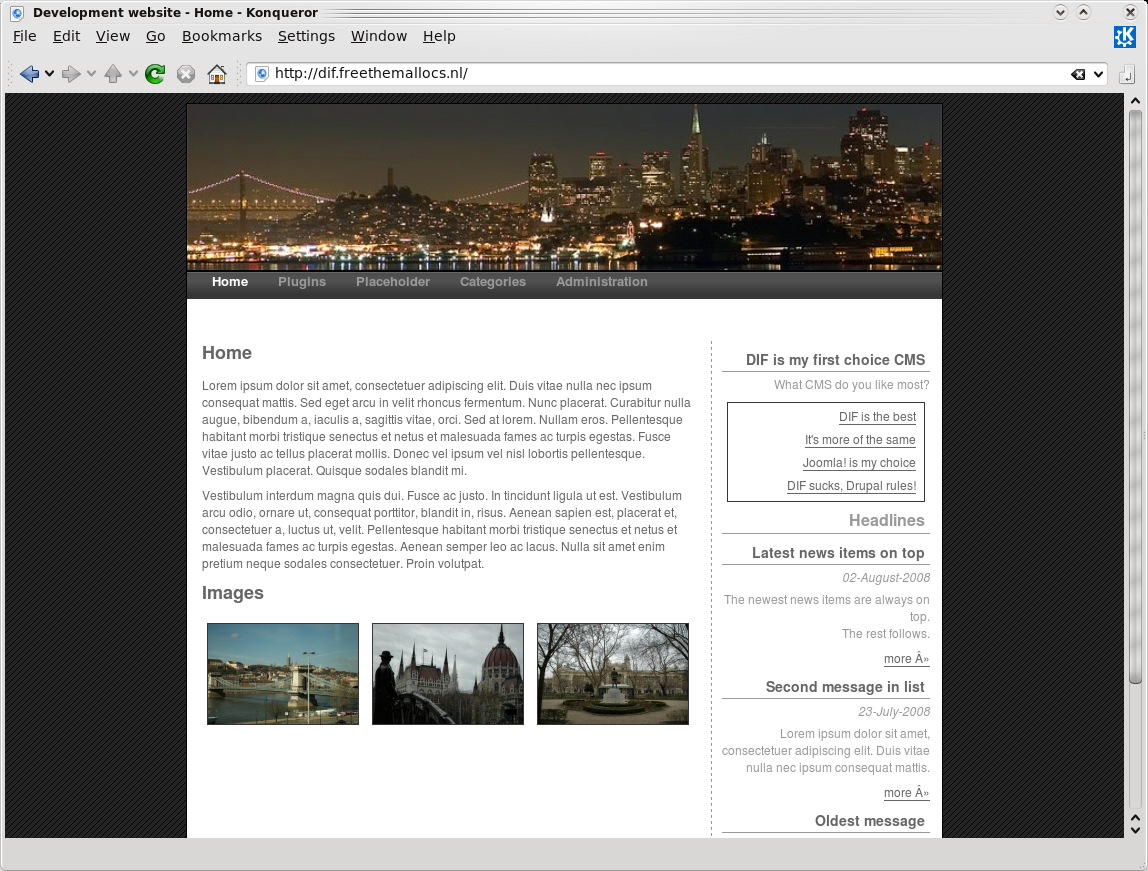 Development website - Home - Konqueror
File Edit View Go Bookmarks Settings Window Help
http://dif.freethemallocs.nl/
Home Plugins Placeholder Categories Administration
Home
Lorem ipsum dolor sit amet, consectetuer adipiscing elit. Duis vitae nulla nec ipsum
consequat mattis. Sed eget arcu in velit rhoncus fermentum. Nunc placerat. Curabitur nulla
augue, bibendum a, iaculis a, sagittis vitae, orci. Sed at lorem. Nullam eros. Pellentesque
habitant morbi tristique senectus et netus et malesuada fames ac turpis egestas. Fusce
vitae justo ac tellus placerat mollis. Donec vel ipsum vel nisl lobortis pellentesque.
Vestibulum placerat. Quisque sodales blandit mi.
Vestibulum interdum magna quis dui. Fusce ac justo. In tincidunt ligula ut est. Vestibulum
arcu odio, ornare ut, consequat porttitor, blandit in, risus. Aenean sapien est, placerat et,
consectetuer a, luctus ut, velit. Pellentesque habitant morbi tristique senectus et netus et
malesuada fames ac turpis egestas. Aenean semper leo ac lacus. Nulla sit amet enim
pretium neque sodales consectetuer. Proin volutpat.
Images
DIF is my first choice CMS
What CMS do you like most?
DIF is the best
It's more of the same
Joomla! is my choice
DIF sucks, Drupal rules!
Headlines
Latest news items on top
02-August-2008
The newest news items are always on
top.
The rest follows.
more Â»
Second message in list
23-July-2008
Lorem ipsum dolor sit amet,
consectetuer adipiscing elit. Duis vitae
nulla nec ipsum consequat mattis.
more Â»
Oldest message